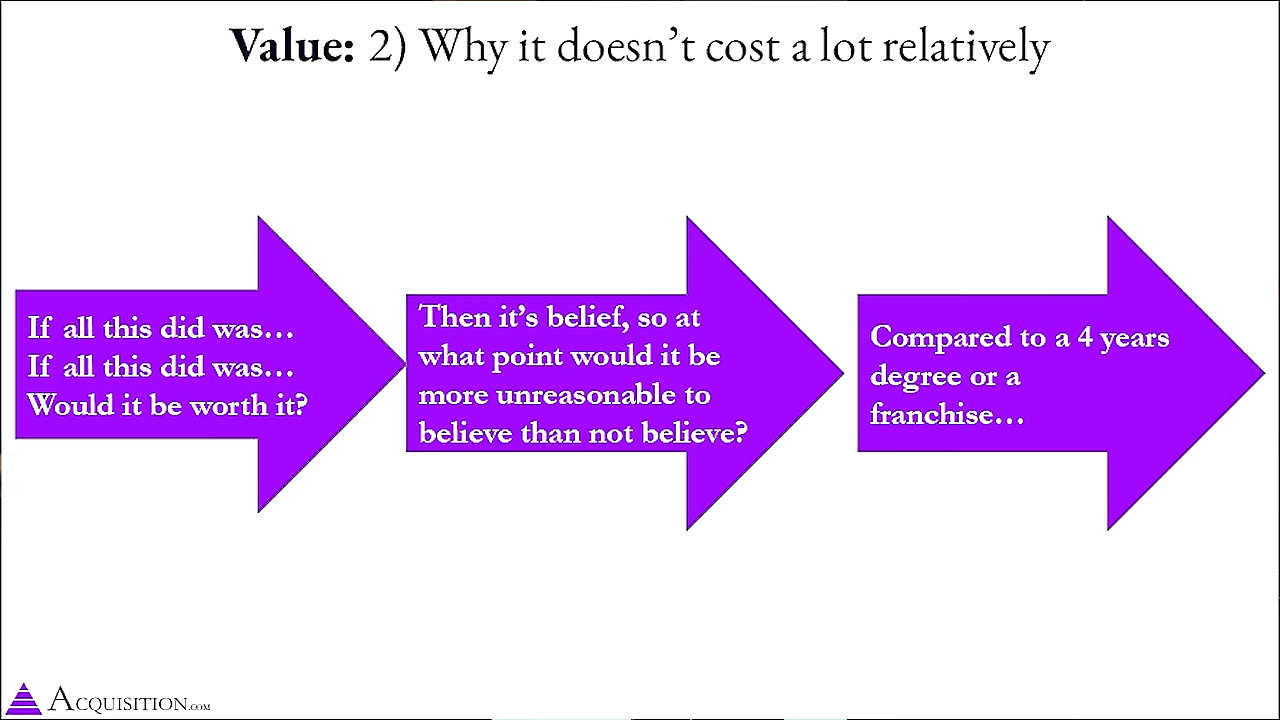 Value: 2) Why it doesn’t cost a lot relatively
If all this did was…
If all this did was…
Would it be worth it?
Then it’s belief, so at
what point would it be
more unreasonable to
believe than not believe?
Compared to a 4 years
degree or a
franchise…
ACQUISITION.COM